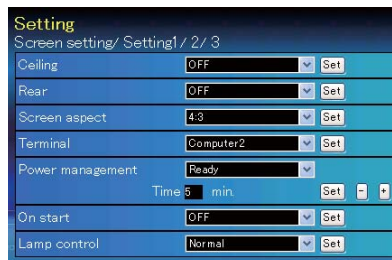 Setting
Screen setting/ Setting1/ 2/ 3
Ceiling OFF Set
Rear OFF Set
Screen aspect 4:3 Set
Terminal Computer2 Set
Power management Ready
Time 5 min. Set - +
On start OFF Set
Lamp control Normal Set